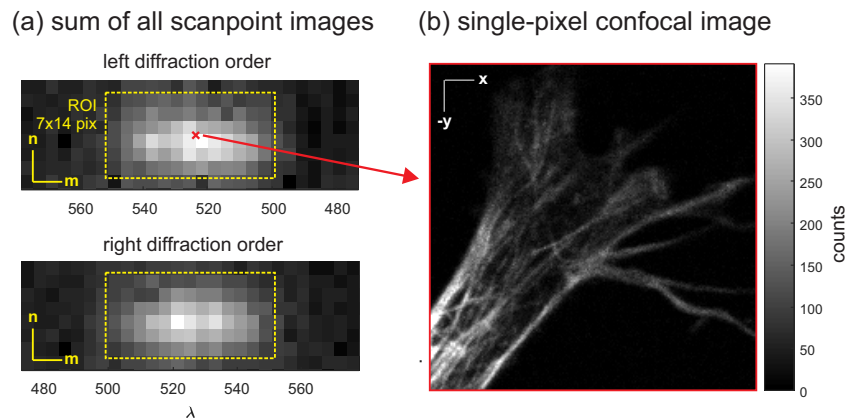 (a) sum of all scanpoint images
left diffraction order
ROI
7x14 pix
n
m
560 540 520 500 480
right diffraction order
n
m
480 500 520 540 560
λ
(b) single-pixel confocal image
x
-y
350
300
250
200
150
100
50
0
counts